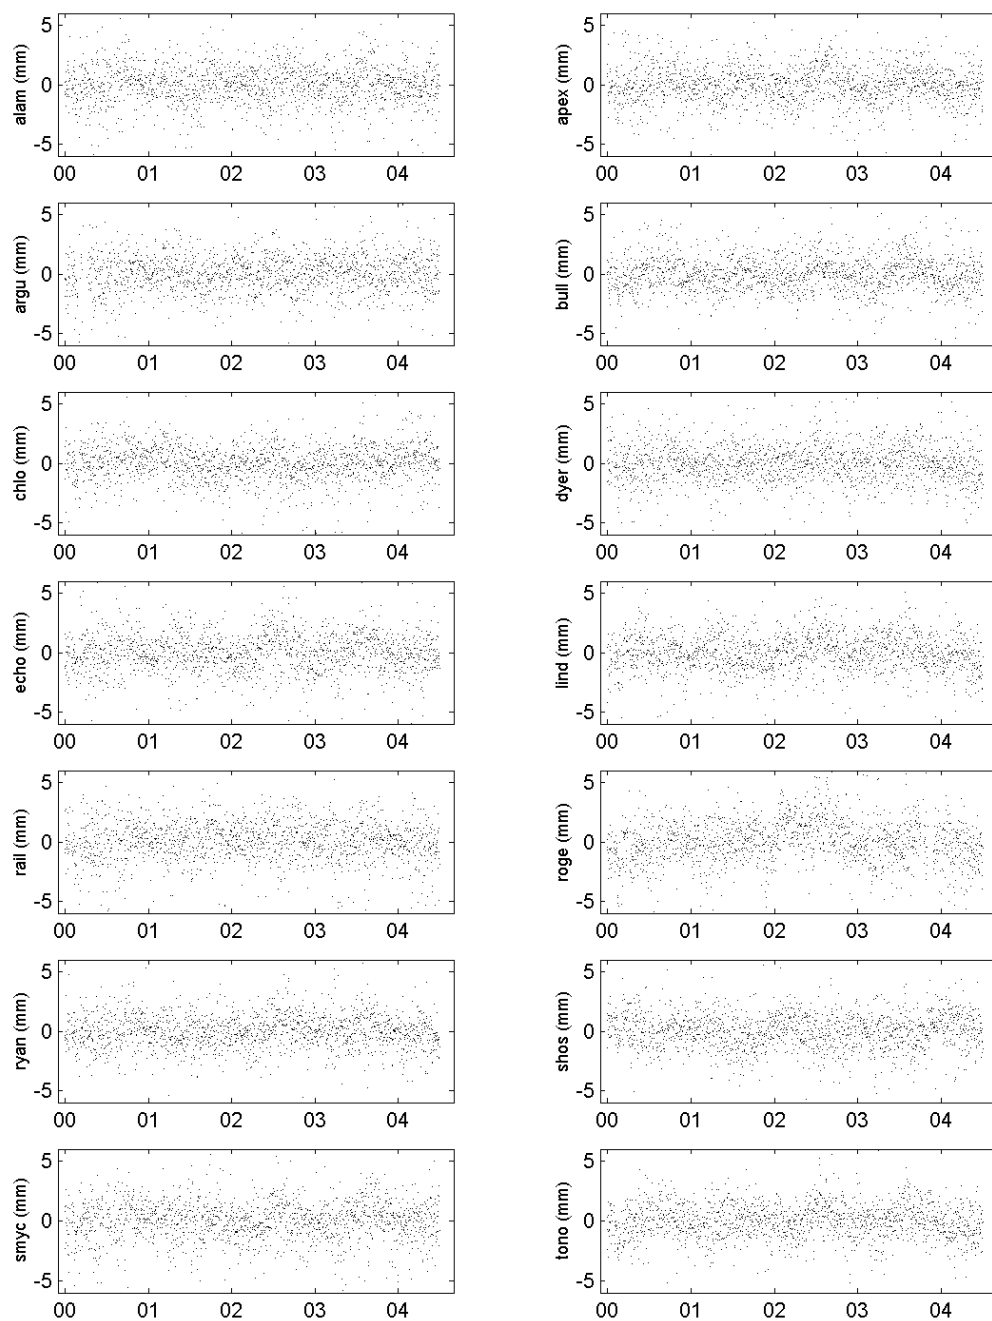 5
alam (mm)
0
-5
00 01 02 03 04
5
apex (mm)
0
-5
00 01 02 03 04
5
argu (mm)
0
-5
00 01 02 03 04
5
bull (mm)
0
-5
00 01 02 03 04
5
chlo (mm)
0
-5
00 01 02 03 04
5
dyer (mm)
0
-5
00 01 02 03 04
5
echo (mm)
0
-5
00 01 02 03 04
5
lind (mm)
0
-5
00 01 02 03 04
5
rail (mm)
0
-5
00 01 02 03 04
5
roge (mm)
0
-5
00 01 02 03 04
5
ryan (mm)
0
-5
00 01 02 03 04
5
shos (mm)
0
-5
00 01 02 03 04
5
smyc (mm)
0
-5
00 01 02 03 04
5
tono (mm)
0
-5
00 01 02 03 04